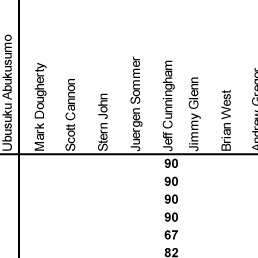 Ubusuku Abukusumo
Mark Dougherty
Scott Cannon
Stern John
Juergen Sommer
Jeff Cunningham
Jimmy Glenn
Brian West
Andrew Gregor
90
90
90
90
67
82